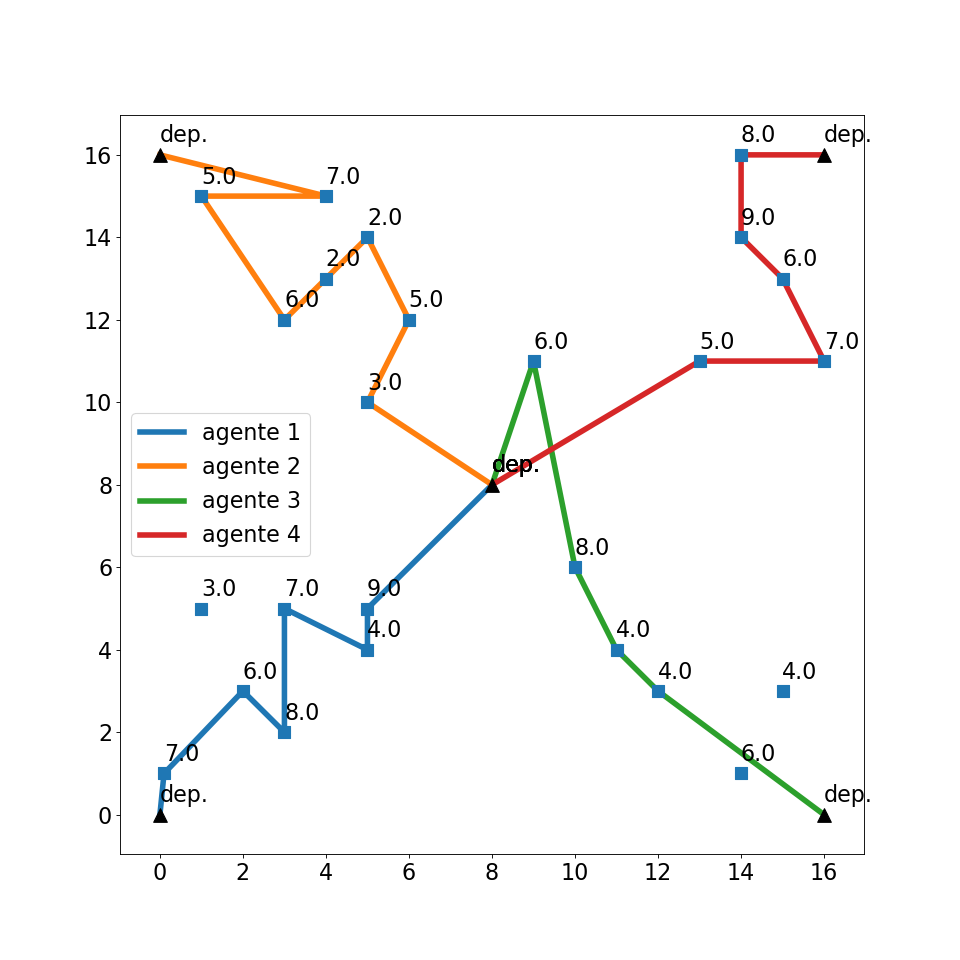 dep. 8.0 dep.
16
5.0 7.0
2.0 9.0
14
2.0 6.0
6.0 5.0
12
6.0 5.0 7.0
3.0
10
agente 1
agente 2
agente 3
agente 4
dep.
dep.
8
8.0
6
3.0 7.0 9.0
4.0 4.0
4
6.0 4.0 4.0
8.0
2
7.0 6.0
dep. dep.
0
0 2 4 6 8 10 12 14 16